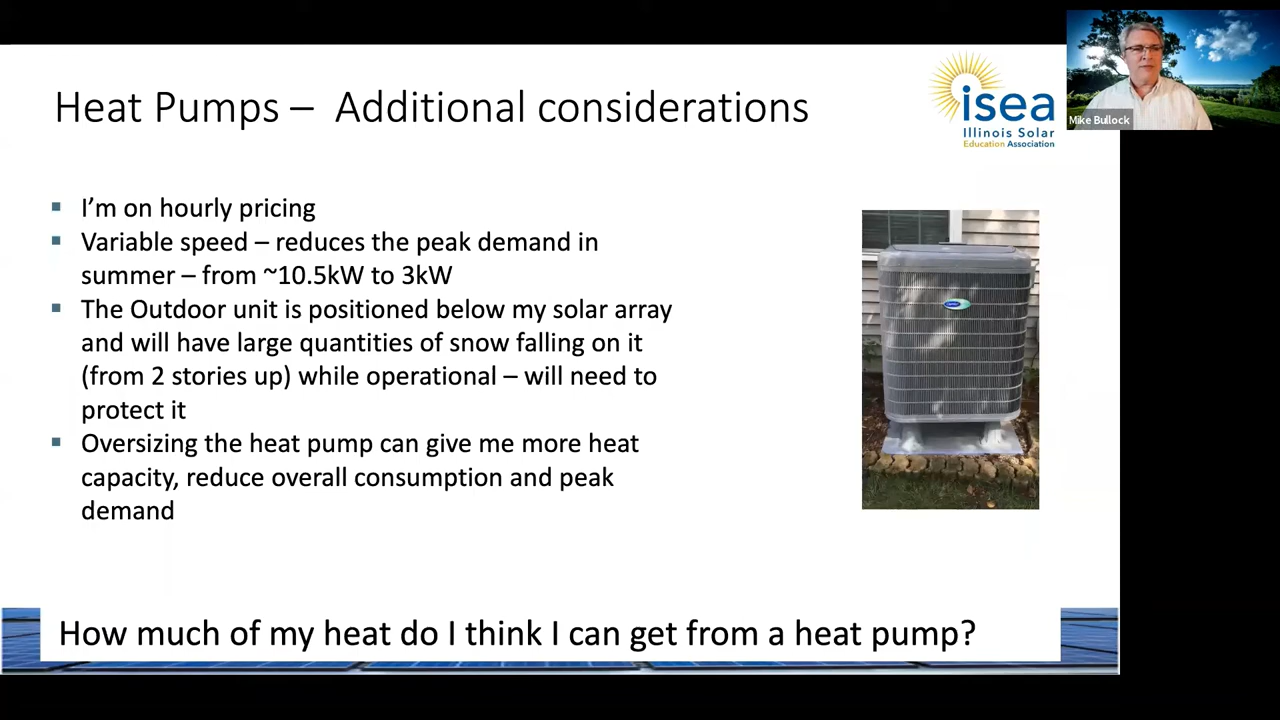 Heat Pumps – Additional considerations
isea
Illinois Solar
Education Association
Mike Bullock
▪ I’m on hourly pricing
▪ Variable speed – reduces the peak demand in
summer – from ~10.5kW to 3kW
▪ The Outdoor unit is positioned below my solar array
and will have large quantities of snow falling on it
(from 2 stories up) while operational – will need to
protect it
▪ Oversizing the heat pump can give me more heat
capacity, reduce overall consumption and peak
demand
How much of my heat do I think I can get from a heat pump?